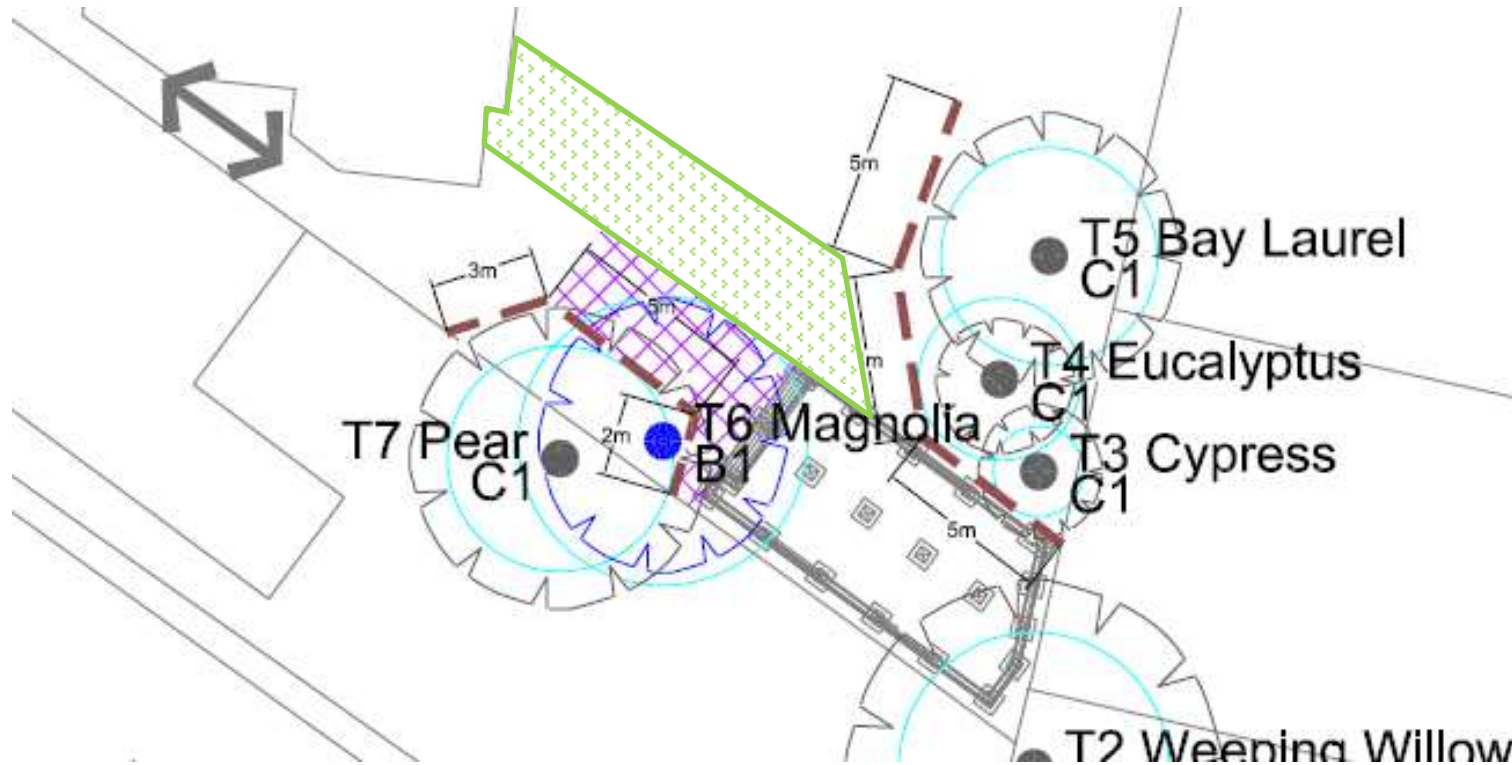 5m
T5 Bay Laurel
C1
3m
5m
m
T4 Eucalyptus
C1
T7 Pear
C1
2m
T6 Magnolia
B1
T3 Cypress
C1
5m
T2 Weeping Willow